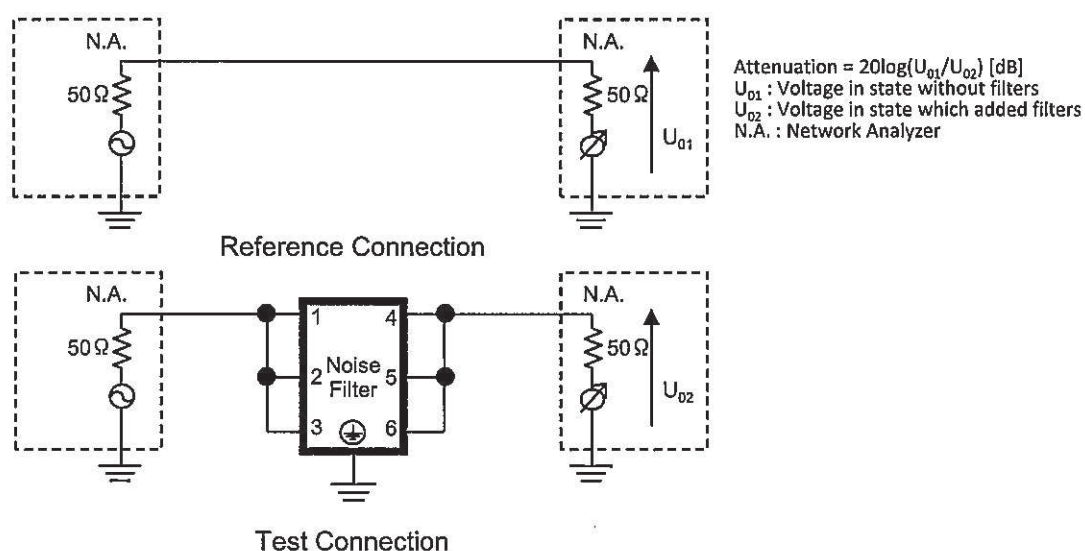 N.A.
N.A.
50Ω
50Ω
U01
Attenuation = 20log(U01/U02) [dB]
U01 : Voltage in state without filters
U02 : Voltage in state which added filters
N.A. : Network Analyzer
Reference Connection
N.A.
N.A.
50Ω
50Ω
U02
1
4
2
Noise
5
Filter
3
6
Test Connection